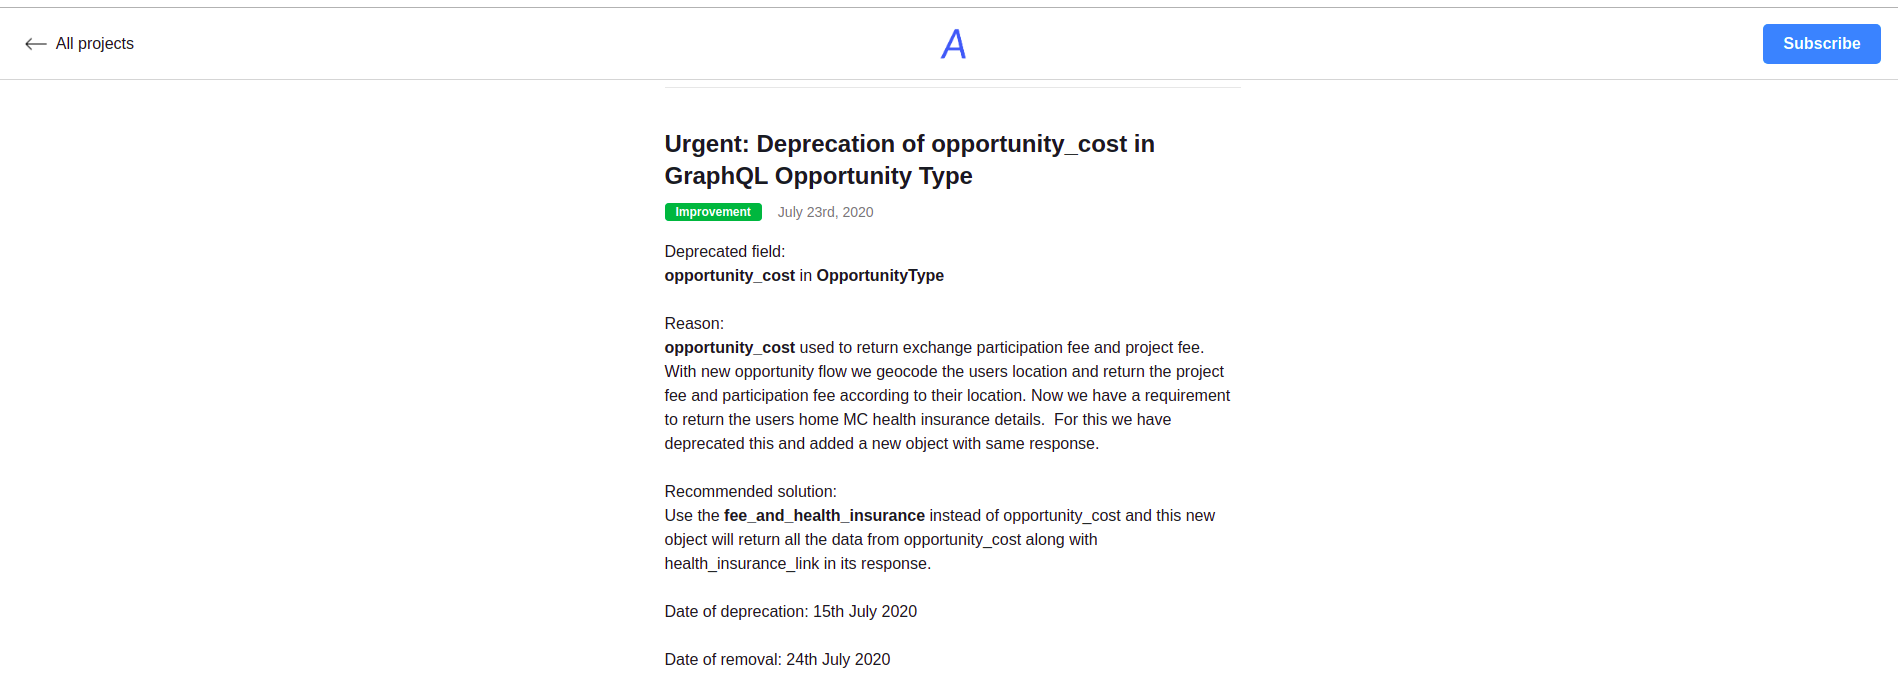 All projects
A
Subscribe
Urgent: Deprecation of opportunity_cost in
GraphQL Opportunity Type
Improvement
July 23rd, 2020
Deprecated field:
opportunity_cost in OpportunityType
Reason:
opportunity_cost used to return exchange participation fee and project fee.
With new opportunity flow we geocode the users location and return the project
fee and participation fee according to their location. Now we have a requirement
to return the users home MC health insurance details.  For this we have
deprecated this and added a new object with same response.
Recommended solution:
Use the fee_and_health_insurance instead of opportunity_cost and this new
object will return all the data from opportunity_cost along with
health_insurance_link in its response.
Date of deprecation: 15th July 2020
Date of removal: 24th July 2020